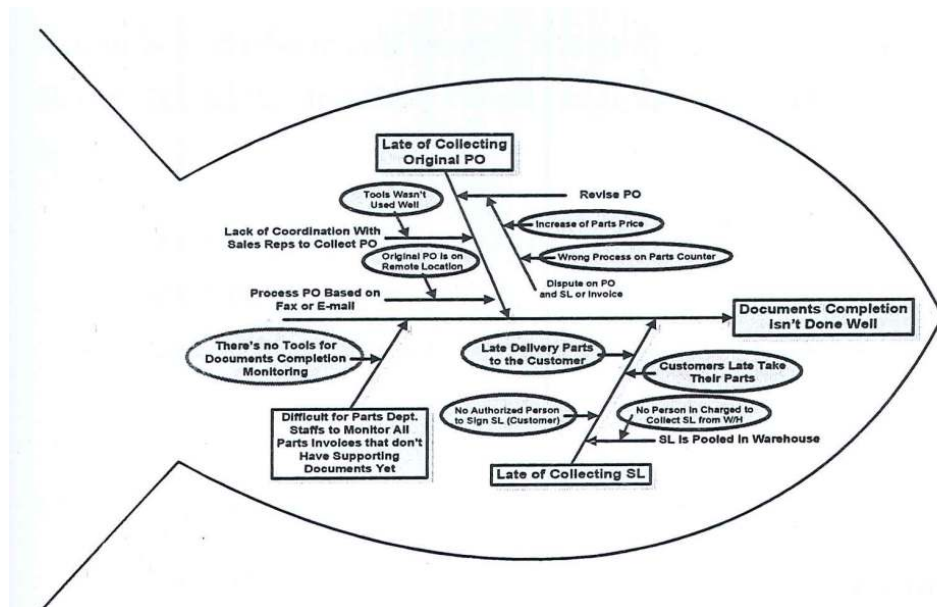 Late of Collecting
Original PO
Tools Wasn't
Used Well
Revise PO
Increase of Parts Price
Lack of Coordination With
Sales Reps to Collect PO
Original PO is on
Remote Location
Wrong Process on Parts Counter
Dispute on PO
and SL or Invoice
Process PO Based on
Fax or E-mail
Documents Completion
Isn't Done Well
There's no Tools for
Documents Completion
Monitoring
Late Delivery Parts
to the Customer
Customers Late Take
Their Parts
No Authorized Person
to Sign SL (Customer)
No Person in Charged to
Collect SL from W/H
SL is Pooled in Warehouse
Difficult for Parts Dept.
Staffs to Monitor All
Parts Invoices that don't
Have Supporting
Documents Yet
Late of Collecting SL